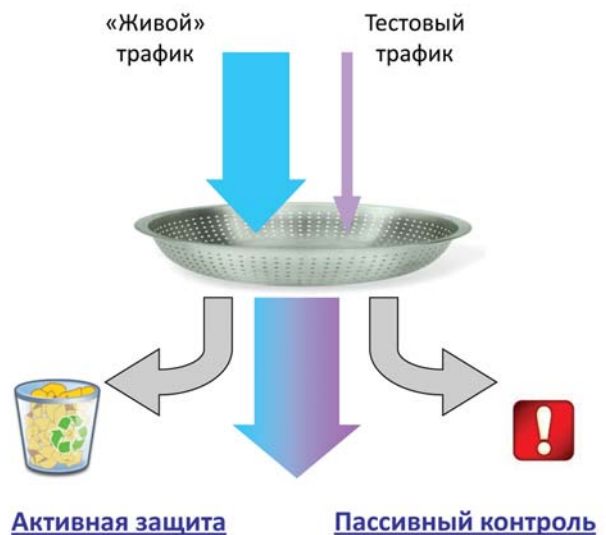 «Живой»
трафик
Тестовый
трафик
Активная защита
Пассивный контроль